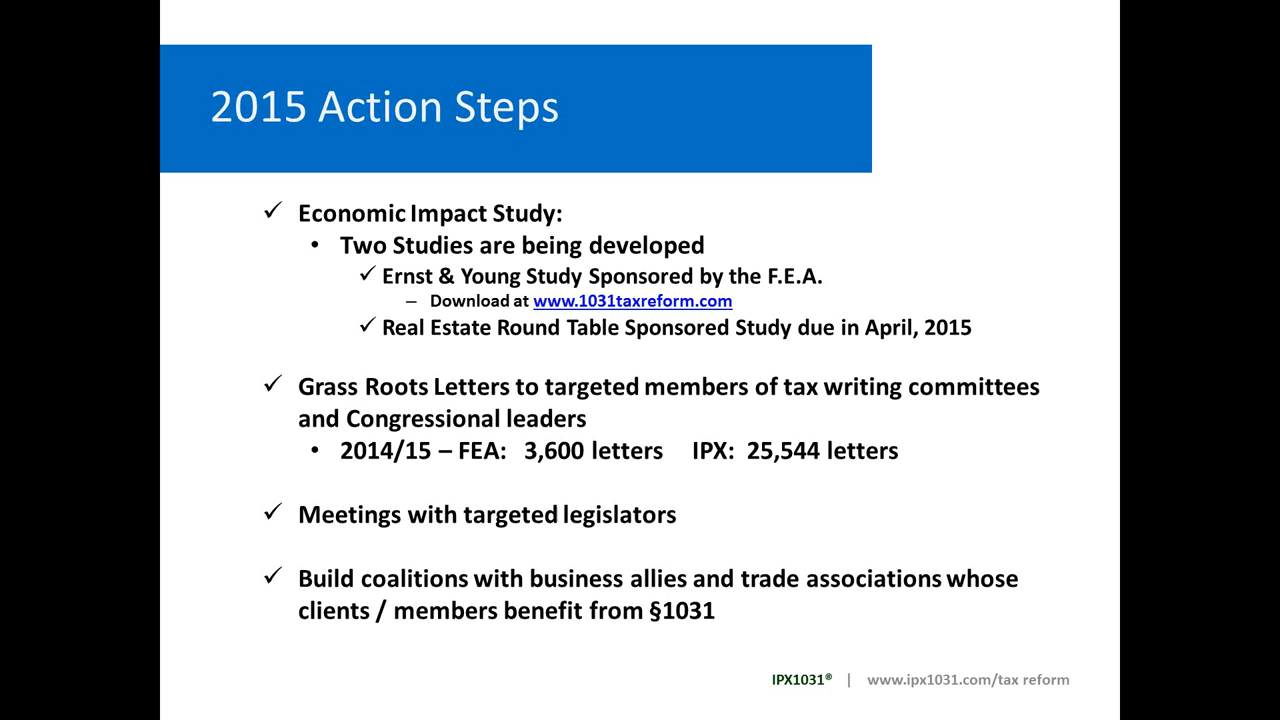 2015 Action Steps
✓ Economic Impact Study:
• Two Studies are being developed
✓ Ernst & Young Study Sponsored by the F.E.A.
– Download at www.1031taxreform.com
✓ Real Estate Round Table Sponsored Study due in April, 2015
✓ Grass Roots Letters to targeted members of tax writing committees
and Congressional leaders
• 2014/15 – FEA: 3,600 letters IPX: 25,544 letters
✓ Meetings with targeted legislators
✓ Build coalitions with business allies and trade associations whose
clients / members benefit from §1031
IPX1031® | www.ipx1031.com/tax reform